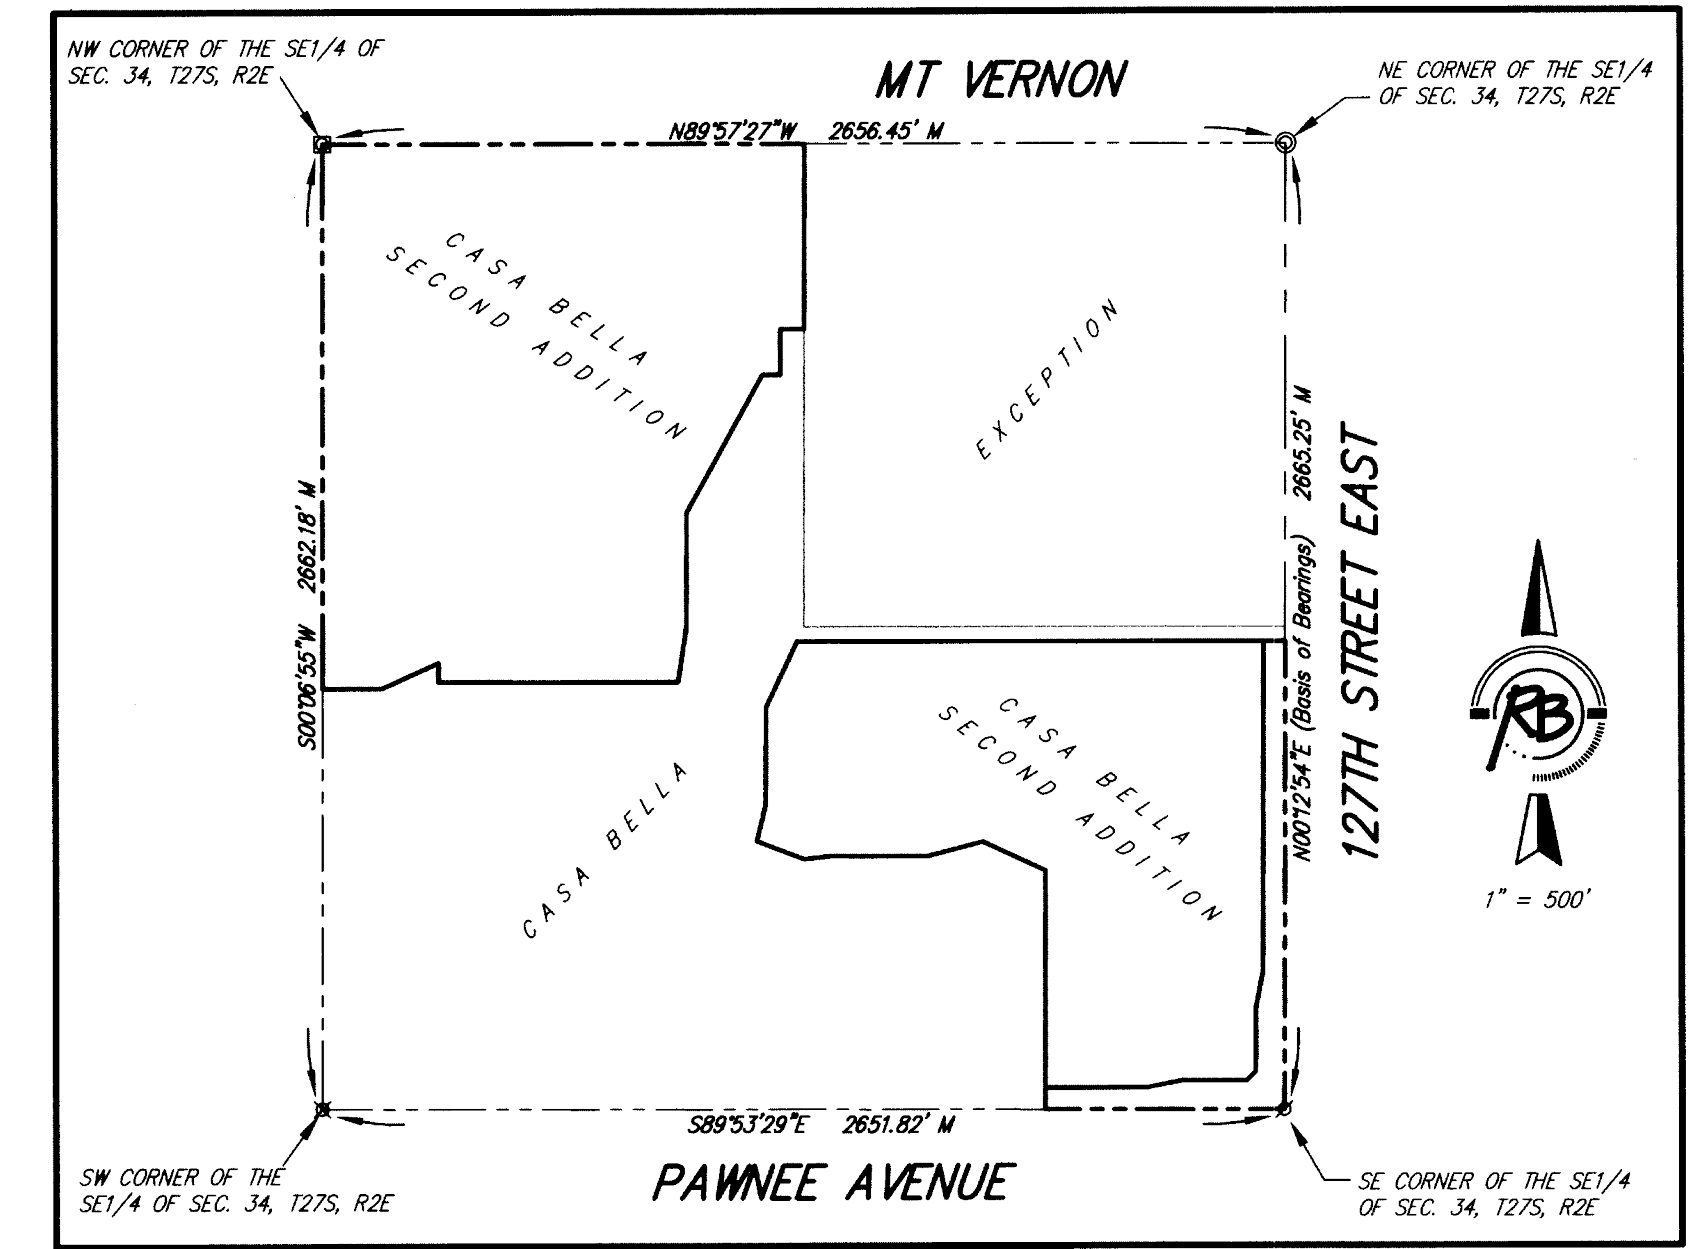 NW CORNER OF THE SE1/4 OF
SEC. 34, T27S, R2E
MT VERNON
NE CORNER OF THE SE1/4
OF SEC. 34, T27S, R2E
N89°57'27"W 2656.45' M
CASA BELLA
SECOND ADDITION
EXCEPTION
S00°06'55"W 2662.18' M
N00°12'54"E (Basis of Bearings) 2665.25' M
127TH STREET EAST
CASA BELLA
SECOND ADDITION
CASA BELLA
RB
1" = 500'
S89°53'29"E 2651.82' M
PAWNEE AVENUE
SW CORNER OF THE
SE1/4 OF SEC. 34, T27S, R2E
SE CORNER OF THE SE1/4
OF SEC. 34, T27S, R2E